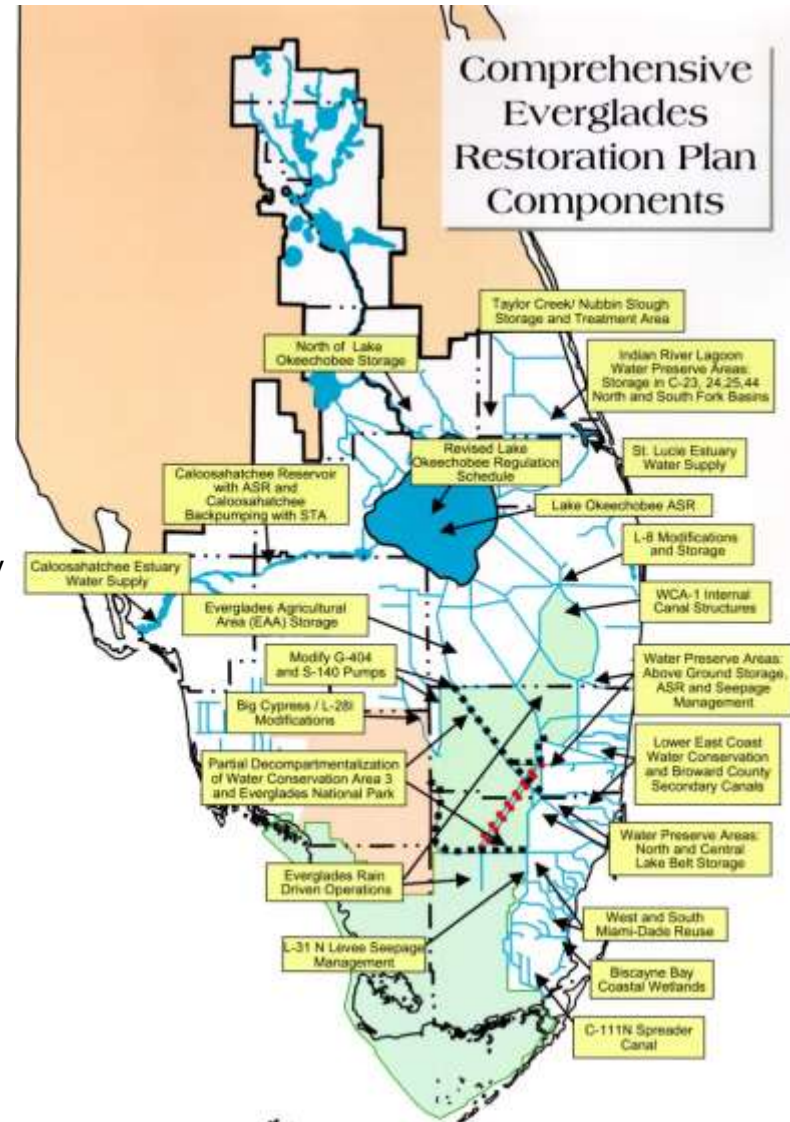 Comprehensive
Everglades
Restoration Plan
Components
Taylor Creek/ Nubbin Slough
Storage and Treatment Area
North of Lake
Okeechobee Storage
Indian River Lagoon
Water Preserve Areas:
Storage in C-23, 24,25,44
North and South Fork Basins
Revised Lake
Okeechobee Regulation
Schedule
St. Lucie Estuary
Water Supply
Caloosahatchee Reservoir
with ASR and
Caloosahatchee
Backpumping with STA
Lake Okeechobee ASR
L-8 Modifications
and Storage
Caloosahatchee Estuary
Water Supply
WCA-1 Internal
Canal Structures
Everglades Agricultural
Area (EAA) Storage
Modify G-404
and S-140 Pumps
Water Preserve Areas:
Above Ground Storage,
ASR and Seepage
Management
Big Cypress / L-28I
Modifications
Lower East Coast
Water Conservation
and Broward County
Secondary Canals
Partial Decompartmentalization
of Water Conservation Area 3
and Everglades National Park
Water Preserve Areas:
North and Central
Lake Belt Storage
Everglades Rain
Driven Operations
West and South
Miami-Dade Reuse
L-31 N Levee Seepage
Management
Biscayne Bay
Coastal Wetlands
C-111N Spreader
Canal